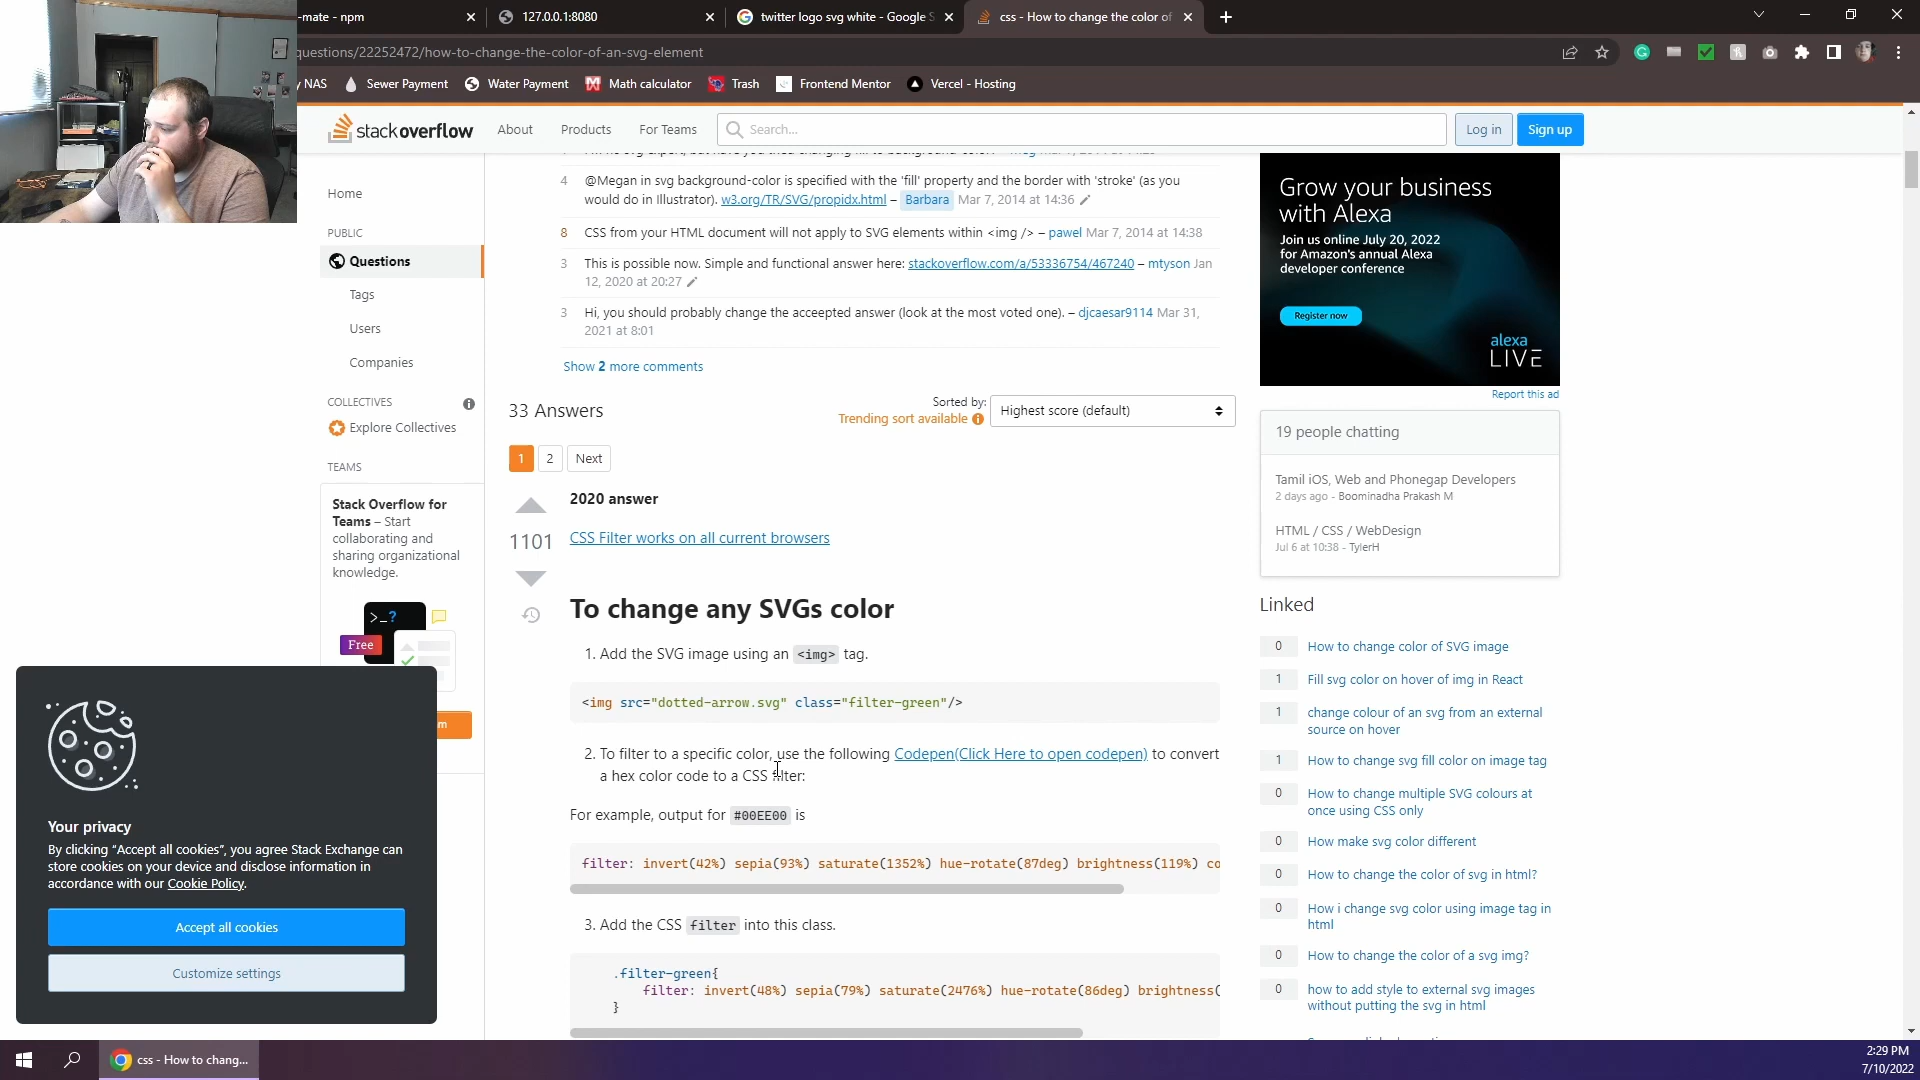 -mate - npm
127.0.0.1:8080
twitter logo svg white - Google S
css - How to change the color of
questions/22252472/how-to-change-the-color-of-an-svg-element
NAS
Sewer Payment
Water Payment
Math calculator
Trash
Frontend Mentor
Vercel - Hosting
stackoverflow
About
Products
For Teams
Search...
Log in
Sign up
Home
PUBLIC
Questions
Tags
Users
Companies
COLLECTIVES
Explore Collectives
TEAMS
Stack Overflow for
Teams – Start
collaborating and
sharing organizational
knowledge.
>_?
Free
4 @Megan in svg background-color is specified with the 'fill' property and the border with 'stroke' (as you
would do in Illustrator). w3.org/TR/SVG/propidx.html – Barbara Mar 7, 2014 at 14:36
8 CSS from your HTML document will not apply to SVG elements within <img /> – pawel Mar 7, 2014 at 14:38
3 This is possible now. Simple and functional answer here: stackoverflow.com/a/53336754/467240 – mtyson Jan
12, 2020 at 20:27
3 Hi, you should probably change the acceepted answer (look at the most voted one). – djcaesar9114 Mar 31,
2021 at 8:01
Show 2 more comments
33 Answers
Sorted by:
Trending sort available
Highest score (default)
1 2 Next
1101
2020 answer
CSS Filter works on all current browsers
To change any SVGs color
1. Add the SVG image using an <img> tag.
<img src="dotted-arrow.svg" class="filter-green"/>
2. To filter to a specific color, use the following Codepen(Click Here to open codepen) to convert
a hex color code to a CSS filter:
For example, output for #00EE00 is
filter: invert(42%) sepia(93%) saturate(1352%) hue-rotate(87deg) brightness(119%) co
3. Add the CSS filter into this class.
.filter-green{
filter: invert(48%) sepia(79%) saturate(2476%) hue-rotate(86deg) brightness(
}
Grow your business
with Alexa
Join us online July 20, 2022
for Amazon's annual Alexa
developer conference
Register now
alexa
LIVE
Report this ad
19 people chatting
Tamil iOS, Web and Phonegap Developers
2 days ago - Boominadha Prakash M
HTML / CSS / WebDesign
Jul 6 at 10:38 - TylerH
Linked
0 How to change color of SVG image
1 Fill svg color on hover of img in React
1 change colour of an svg from an external
source on hover
1 How to change svg fill color on image tag
0 How to change multiple SVG colours at
once using CSS only
0 How make svg color different
0 How to change the color of svg in html?
0 How i change svg color using image tag in
html
0 How to change the color of a svg img?
0 how to add style to external svg images
without putting the svg in html
Your privacy
By clicking “Accept all cookies”, you agree Stack Exchange can
store cookies on your device and disclose information in
accordance with our Cookie Policy.
Accept all cookies
Customize settings
css - How to chang...
2:29 PM
7/10/2022